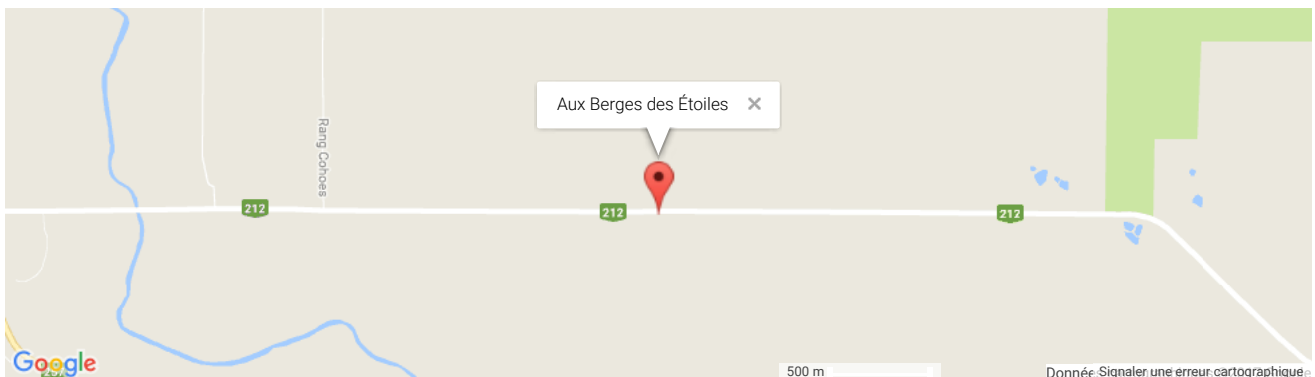 Aux Berges des Étoiles
Rang Cohoes
212
212
212
Google
500 m
Signaler une erreur cartographique